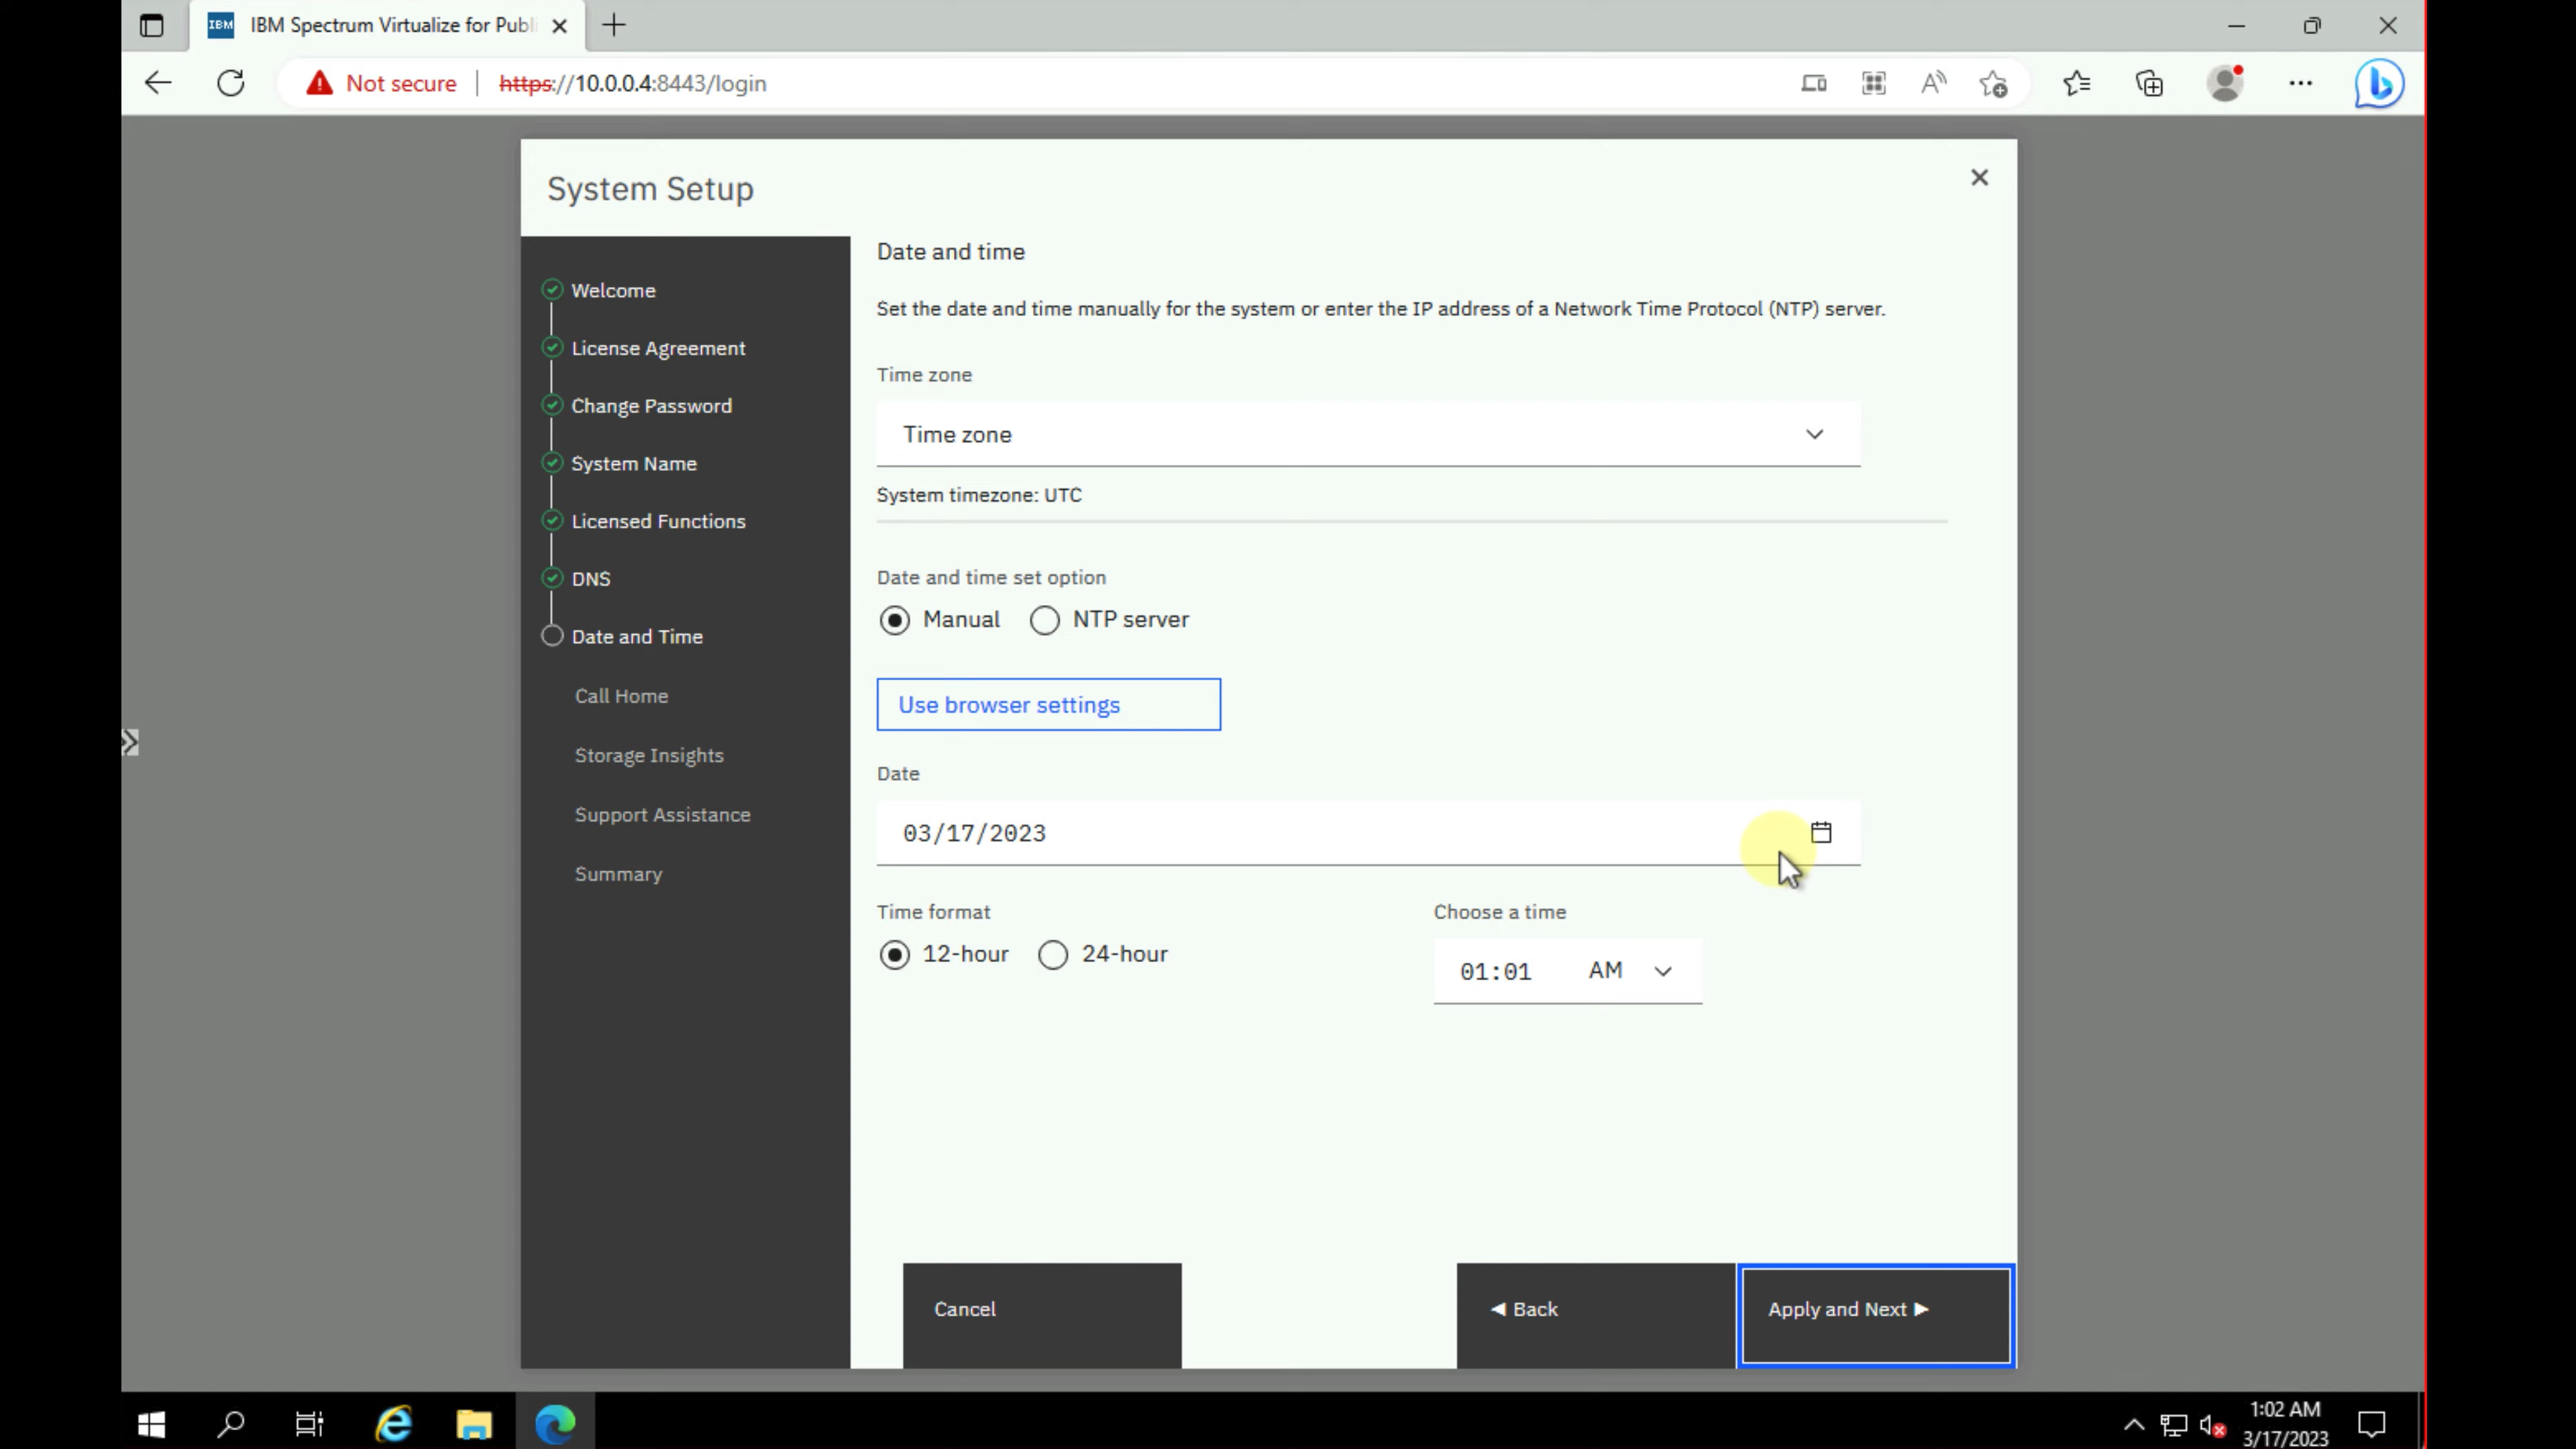 IBM IBM Spectrum Virtualize for Publ
Not secure https://10.0.0.4:8443/login
System Setup
Welcome
License Agreement
Change Password
System Name
Licensed Functions
DNS
Date and Time
Call Home
Storage Insights
Support Assistance
Summary
Date and time
Set the date and time manually for the system or enter the IP address of a Network Time Protocol (NTP) server.
Time zone
Time zone
System timezone: UTC
Date and time set option
Manual NTP server
Use browser settings
Date
03/17/2023
Time format Choose a time
12-hour 24-hour 01:01 AM
Cancel Back Apply and Next
1:02 AM
3/17/2023